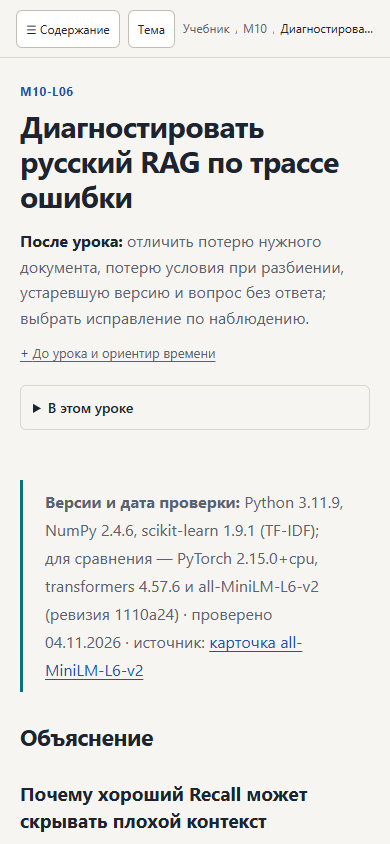 ☰ Содержание Тема Учебник / M10 / Диагностирова...
M10-L06
Диагностировать
русский RAG по трассе
ошибки
После урока: отличить потерю нужного
документа, потерю условия при разбиении,
устаревшую версию и вопрос без ответа;
выбрать исправление по наблюдению.
+ До урока и ориентир времени
▶ В этом уроке
Версии и дата проверки: Python 3.11.9,
NumPy 2.4.6, scikit-learn 1.9.1 (TF-IDF);
для сравнения — PyTorch 2.15.0+cpu,
transformers 4.57.6 и all-MiniLM-L6-v2
(ревизия 1110a24) · проверено
04.11.2026 · источник: карточка all-
MiniLM-L6-v2
Объяснение
Почему хороший Recall может
скрывать плохой контекст